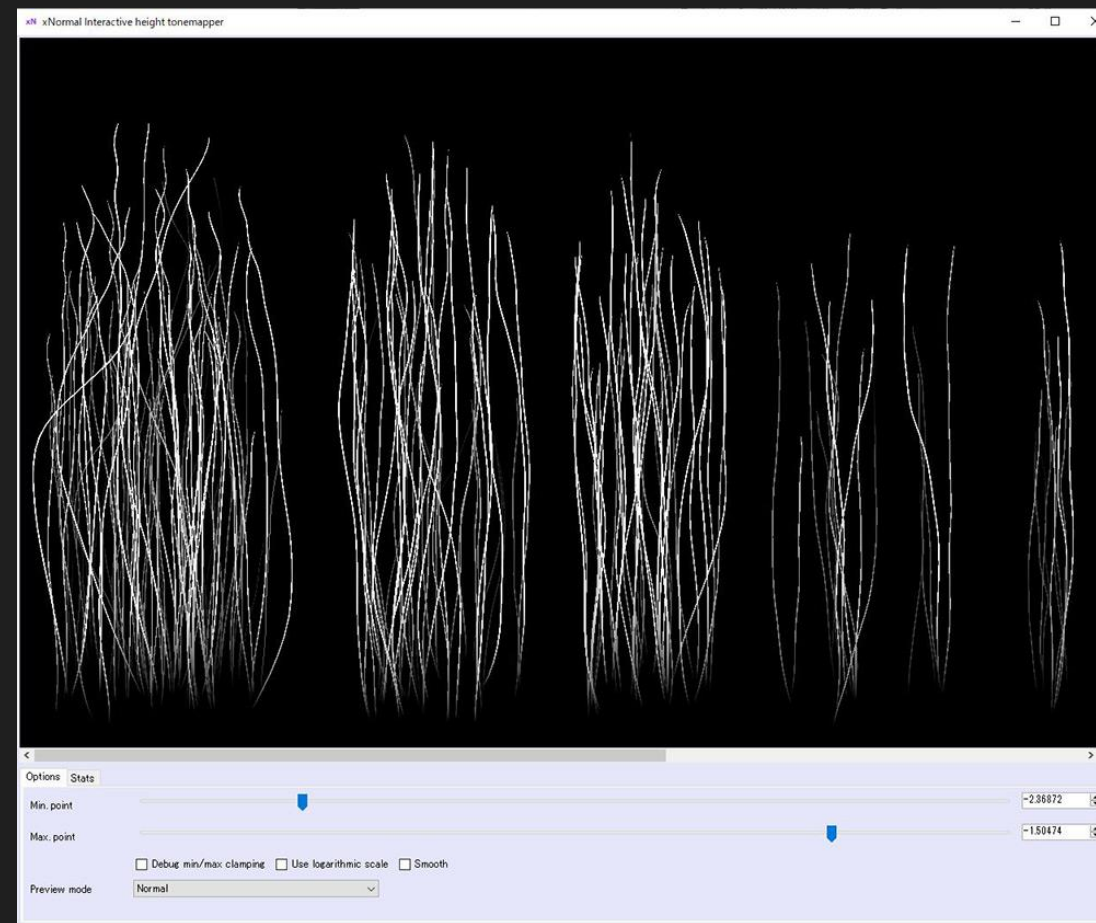 xN xNormal Interactive height tonemapper
Options Stats
Min. point -2.36872
Max. point -1.50474
Debug min/max clamping Use logarithmic scale Smooth
Preview mode Normal